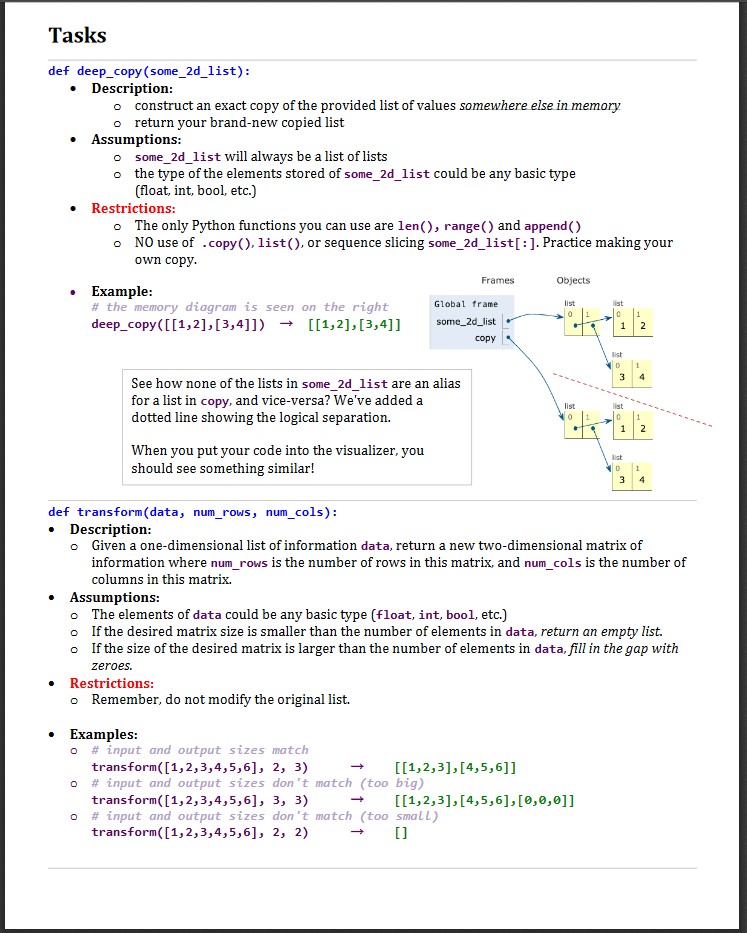 Tasks
def deep_copy(some_2d_list):
• Description:
o construct an exact copy of the provided list of values somewhere else in memory
o return your brand-new copied list
• Assumptions:
o some_2d_list will always be a list of lists
o the type of the elements stored of some_2d_list could be any basic type
(float, int, bool, etc.)
• Restrictions:
o The only Python functions you can use are len(), range() and append()
o NO use of .copy(), list(), or sequence slicing some_2d_list[:]. Practice making your
own copy.
• Example:
# the memory diagram is seen on the right
deep_copy([[1,2],[3,4]]) → [[1,2],[3,4]]
Frames Objects
Global frame
some_2d_list
copy
list
0 1
list
0 1
1 2
list
0 1
3 4
list
0 1
list
0 1
1 2
list
0 1
3 4
See how none of the lists in some_2d_list are an alias
for a list in copy, and vice-versa? We've added a
dotted line showing the logical separation.
When you put your code into the visualizer, you
should see something similar!
def transform(data, num_rows, num_cols):
• Description:
o Given a one-dimensional list of information data, return a new two-dimensional matrix of
information where num_rows is the number of rows in this matrix, and num_cols is the number of
columns in this matrix.
• Assumptions:
o The elements of data could be any basic type (float, int, bool, etc.)
o If the desired matrix size is smaller than the number of elements in data, return an empty list.
o If the size of the desired matrix is larger than the number of elements in data, fill in the gap with
zeroes.
• Restrictions:
o Remember, do not modify the original list.
• Examples:
o # input and output sizes match
transform([1,2,3,4,5,6], 2, 3) → [[1,2,3],[4,5,6]]
o # input and output sizes don't match (too big)
transform([1,2,3,4,5,6], 3, 3) → [[1,2,3],[4,5,6],[0,0,0]]
o # input and output sizes don't match (too small)
transform([1,2,3,4,5,6], 2, 2) → []